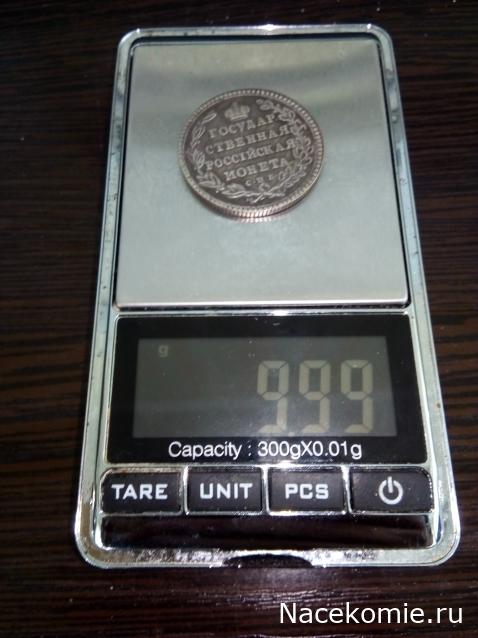 ГОСУДАР
СТВЕННАЯ
РОССІЙСКАЯ
МОНЕТА
С.П.Б.
g
9.99
Capacity : 300gX0.01g
TARE UNIT PCS
Nacekomie.ru